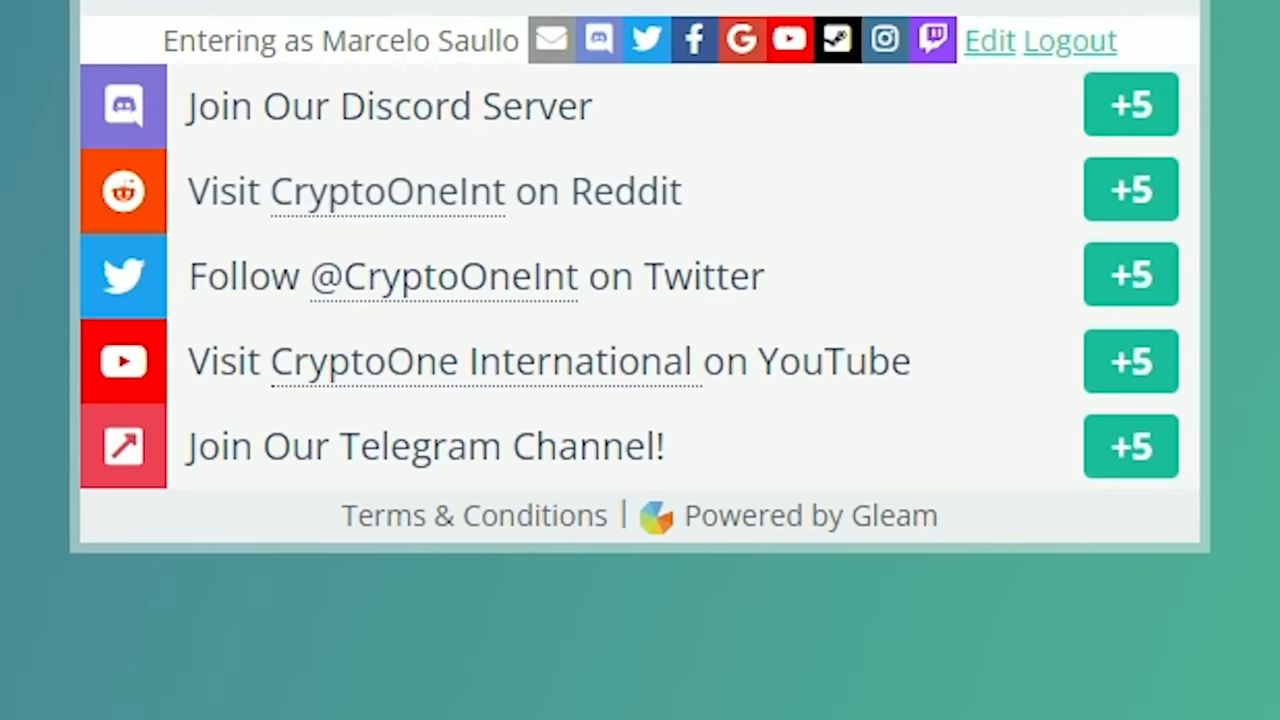 Entering as Marcelo Saullo Edit Logout
Join Our Discord Server +5
Visit CryptoOneInt on Reddit +5
Follow @CryptoOneInt on Twitter +5
Visit CryptoOne International on YouTube +5
Join Our Telegram Channel! +5
Terms & Conditions | Powered by Gleam